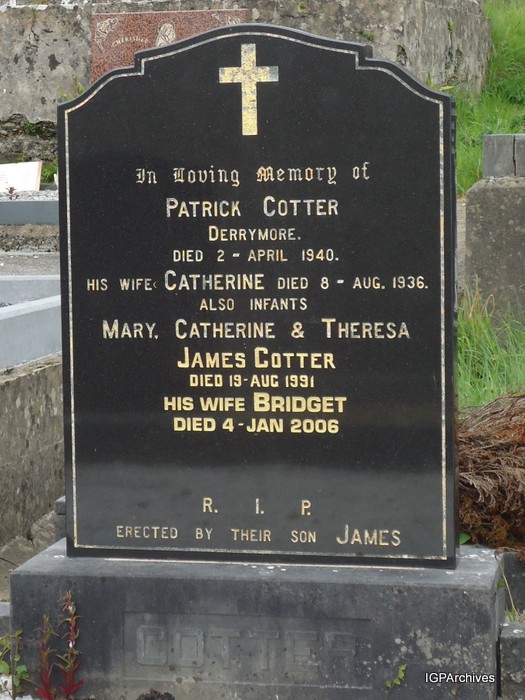 CHERISHED
In Loving Memory of
PATRICK COTTER
DERRYMORE.
DIED 2 - APRIL 1940.
HIS WIFE CATHERINE DIED 8 - AUG. 1936.
ALSO INFANTS
MARY, CATHERINE & THERESA
JAMES COTTER
DIED 19-AUG 1991
HIS WIFE BRIDGET
DIED 4-JAN 2006
R. I. P.
ERECTED BY THEIR SON JAMES
COTTER
IGPArchives